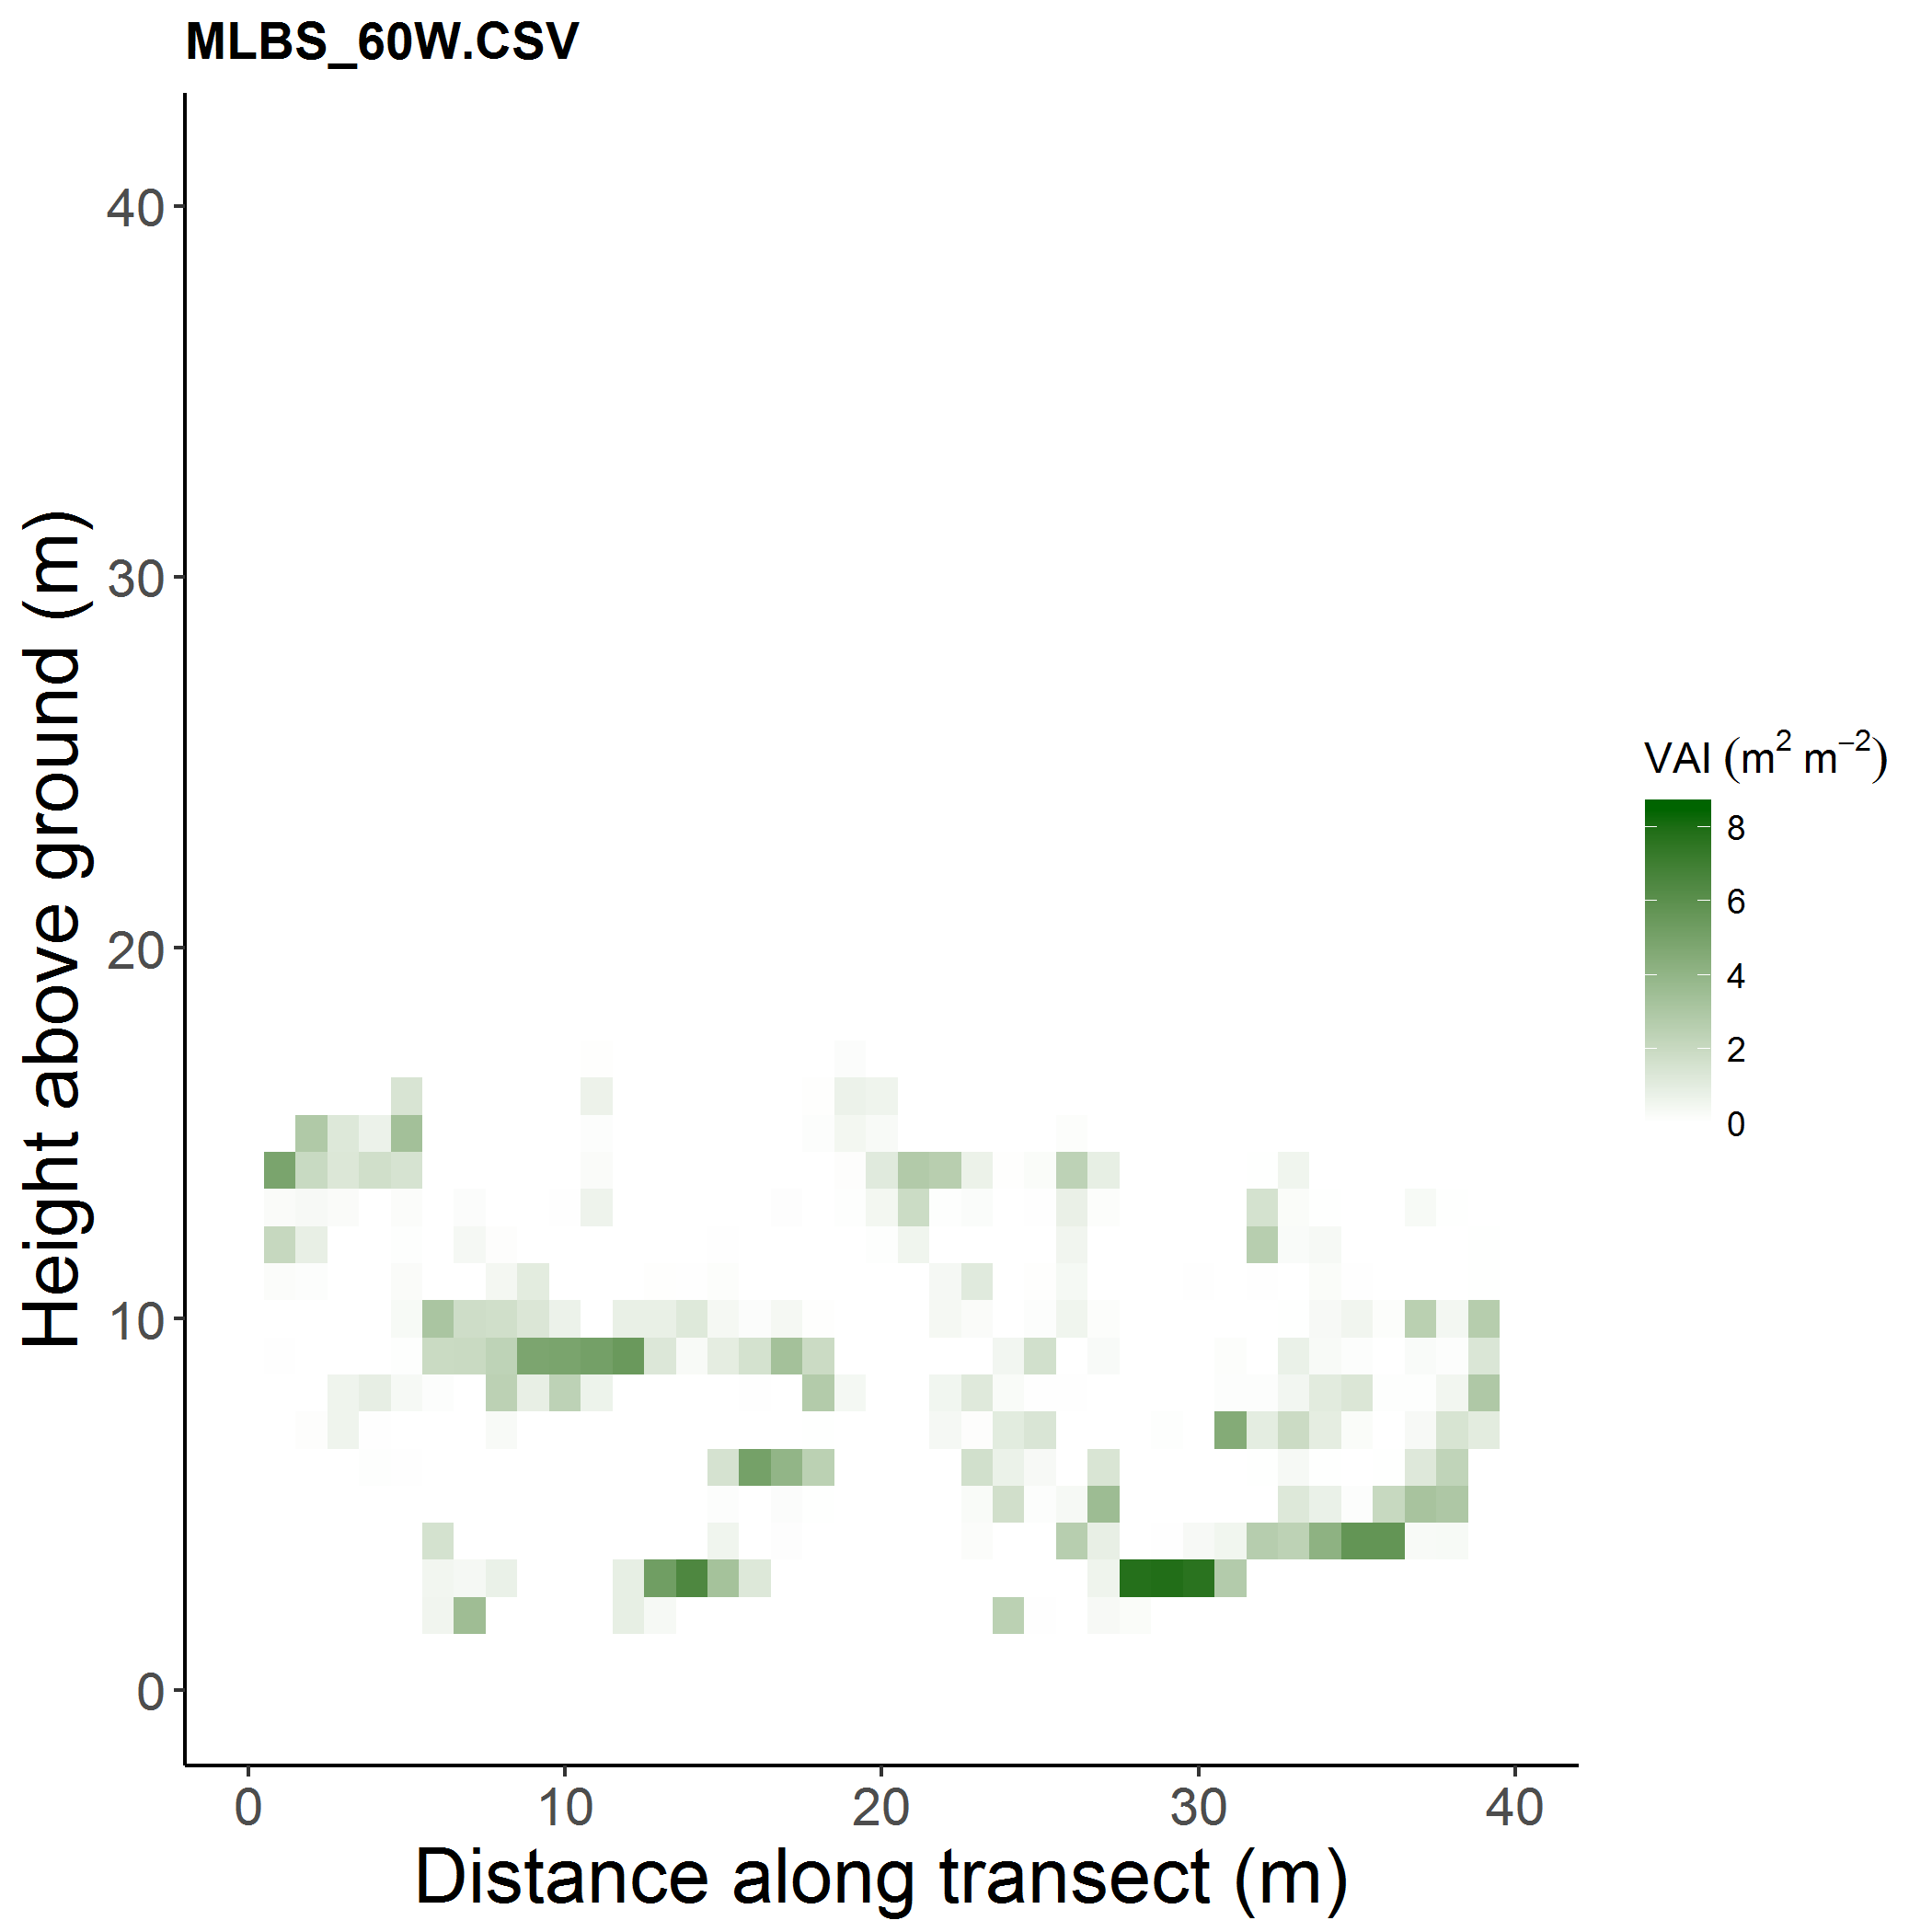 MLBS_60W.CSV
Height above ground (m)
40
30
20
10
0
0 10 20 30 40
Distance along transect (m)
VAI (m² m⁻²)
8
6
4
2
0